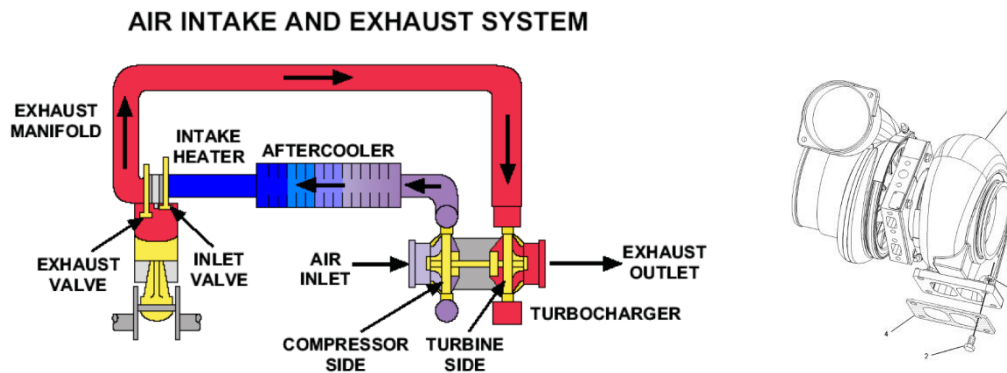 AIR INTAKE AND EXHAUST SYSTEM
EXHAUST
MANIFOLD
INTAKE
HEATER
AFTERCOOLER
EXHAUST
VALVE
INLET
VALVE
AIR
INLET
EXHAUST
OUTLET
TURBOCHARGER
COMPRESSOR
SIDE
TURBINE
SIDE
4
2